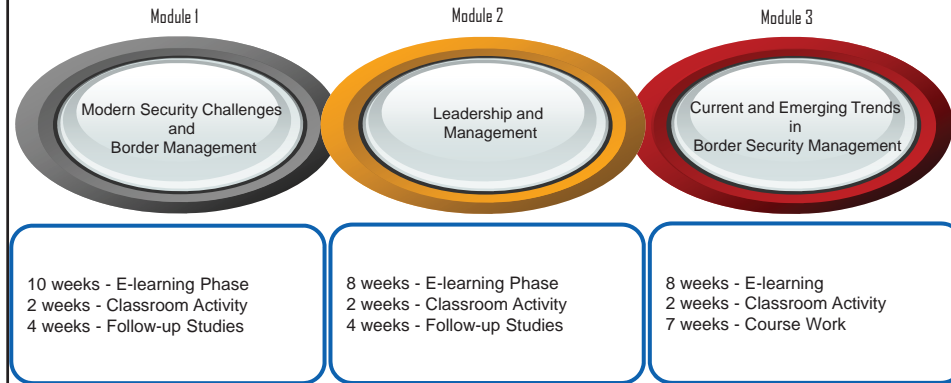 Module 1
Modern Security Challenges
and
Border Management
10 weeks - E-learning Phase
2 weeks - Classroom Activity
4 weeks - Follow-up Studies
Module 2
Leadership and
Management
8 weeks - E-learning Phase
2 weeks - Classroom Activity
4 weeks - Follow-up Studies
Module 3
Current and Emerging Trends
in
Border Security Management
8 weeks - E-learning
2 weeks - Classroom Activity
7 weeks - Course Work